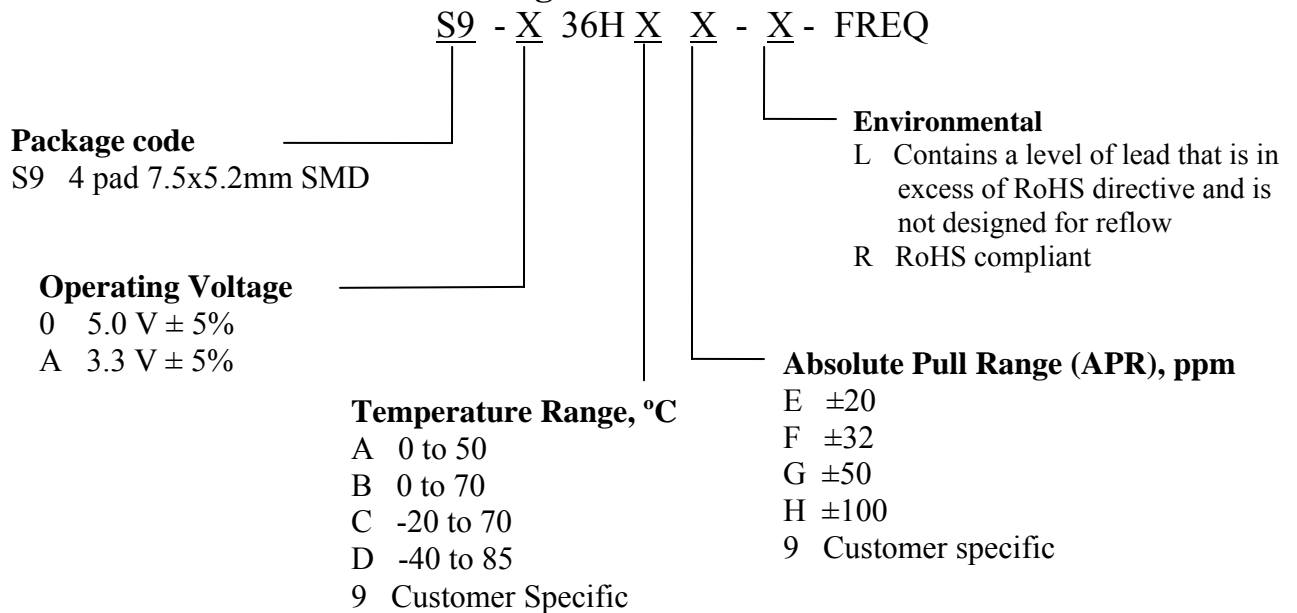 S9 - X 36H X X - X - FREQ
Package code
S9 4 pad 7.5x5.2mm SMD
Operating Voltage
0 5.0 V ± 5%
A 3.3 V ± 5%
Temperature Range, ºC
A 0 to 50
B 0 to 70
C -20 to 70
D -40 to 85
9 Customer Specific
Absolute Pull Range (APR), ppm
E ±20
F ±32
G ±50
H ±100
9 Customer specific
Environmental
L Contains a level of lead that is in
excess of RoHS directive and is
not designed for reflow
R RoHS compliant